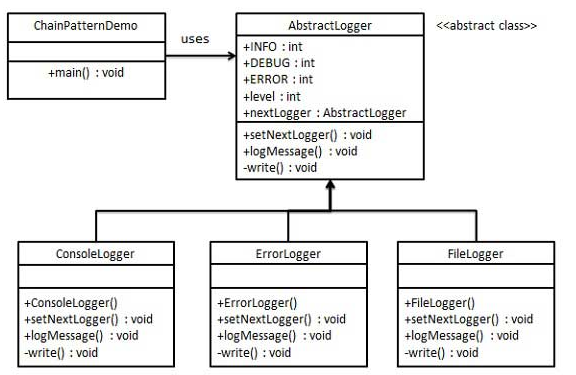 ChainPatternDemo
+main() : void
uses
AbstractLogger
<<abstract class>>
+INFO : int
+DEBUG : int
+ERROR : int
+level : int
+nextLogger : AbstractLogger
+setNextLogger() : void
+logMessage() : void
-write() : void
ConsoleLogger
+ConsoleLogger()
+setNextLogger() : void
+logMessage() : void
-write() : void
ErrorLogger
+ErrorLogger()
+setNextLogger() : void
+logMessage() : void
-write() : void
FileLogger
+FileLogger()
+setNextLogger() : void
+logMessage() : void
-write() : void